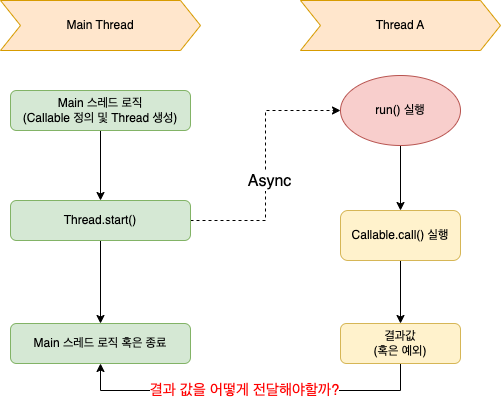 Main Thread
Thread A
Main 스레드 로직
(Callable 정의 및 Thread 생성)
run() 실행
Async
Thread.start()
Callable.call() 실행
Main 스레드 로직 혹은 종료
결과값
(혹은 예외)
결과 값을 어떻게 전달해야할까?